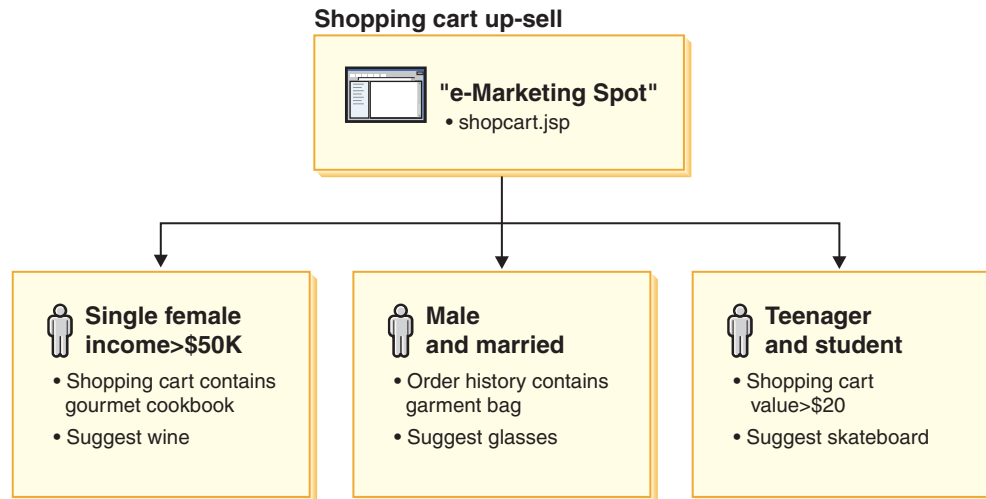 Shopping cart up-sell
"e-Marketing Spot"
• shopcart.jsp
Single female
income>$50K
• Shopping cart contains
gourmet cookbook
• Suggest wine
Male
and married
• Order history contains
garment bag
• Suggest glasses
Teenager
and student
• Shopping cart
value>$20
• Suggest skateboard